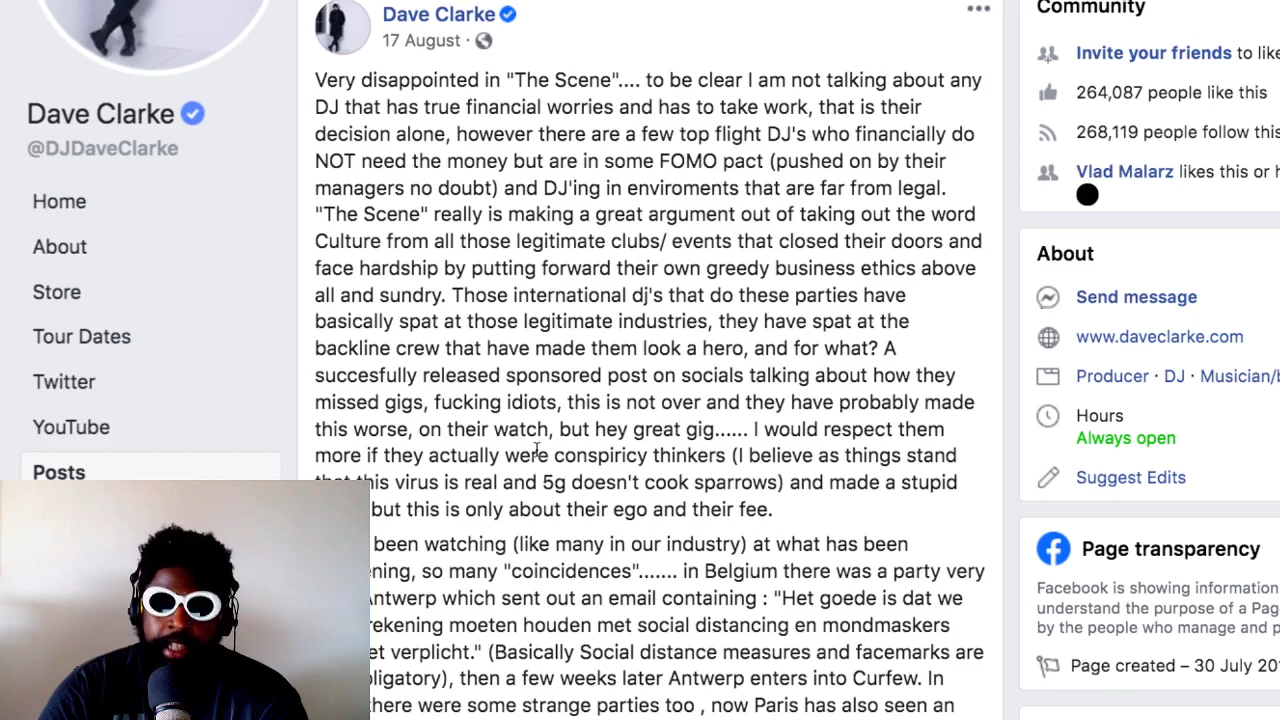 Dave Clarke
@DJDaveClarke
Home
About
Store
Tour Dates
Twitter
YouTube
Posts
Dave Clarke
17 August ·
Very disappointed in "The Scene".... to be clear I am not talking about any
DJ that has true financial worries and has to take work, that is their
decision alone, however there are a few top flight DJ's who financially do
NOT need the money but are in some FOMO pact (pushed on by their
managers no doubt) and DJ'ing in enviroments that are far from legal.
"The Scene" really is making a great argument out of taking out the word
Culture from all those legitimate clubs/ events that closed their doors and
face hardship by putting forward their own greedy business ethics above
all and sundry. Those international dj's that do these parties have
basically spat at those legitimate industries, they have spat at the
backline crew that have made them look a hero, and for what? A
succesfully released sponsored post on socials talking about how they
missed gigs, fucking idiots, this is not over and they have probably made
this worse, on their watch, but hey great gig...... I would respect them
more if they actually were conspiricy thinkers (I believe as things stand
that this virus is real and 5g doesn't cook sparrows) and made a stupid
but this is only about their ego and their fee.
been watching (like many in our industry) at what has been
ening, so many "coincidences"....... in Belgium there was a party very
Antwerp which sent out an email containing : "Het goede is dat we
rekening moeten houden met social distancing en mondmaskers
et verplicht." (Basically Social distance measures and facemarks are
bligatory), then a few weeks later Antwerp enters into Curfew. In
there were some strange parties too , now Paris has also seen an
Community
Invite your friends to like
264,087 people like this
268,119 people follow this
Vlad Malarz likes this or h
About
Send message
www.daveclarke.com
Producer · DJ · Musician/b
Hours
Always open
Suggest Edits
Page transparency
Facebook is showing information
understand the purpose of a Pag
by the people who manage and p
Page created – 30 July 20